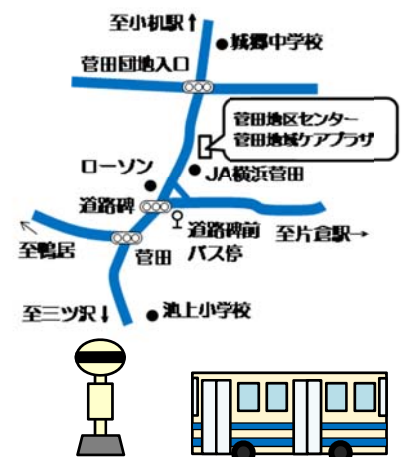 至小机駅↑
城郷中学校
菅田団地入口
菅田地区センター
菅田地域ケアプラザ
ローソン
JA横浜菅田
道路碑
道路碑前
バス停
至片倉駅→
至鴨居
菅田
至三ツ沢↓
池上小学校